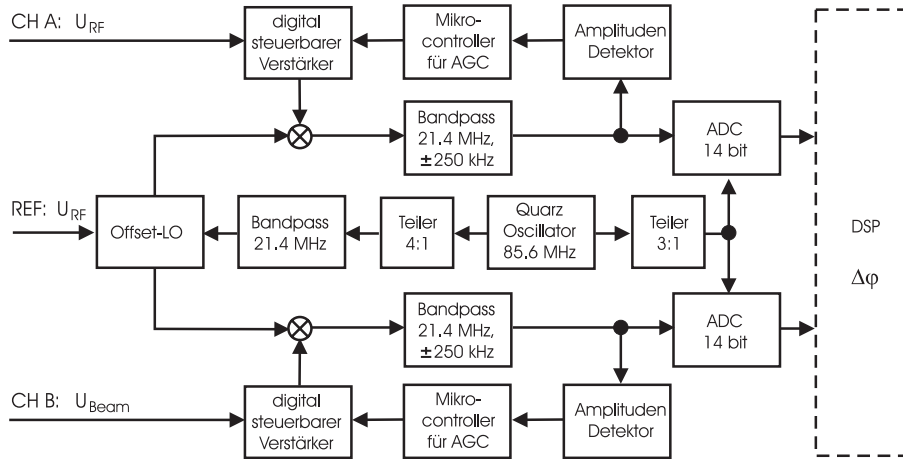 CH A: U_RF
digital
steuerbarer
Verstärker
Mikro-
controller
für AGC
Amplituden
Detektor
Bandpass
21.4 MHz,
±250 kHz
ADC
14 bit
REF: U_RF
Offset-LO
Bandpass
21.4 MHz
Teiler
4:1
Quarz
Oscillator
85.6 MHz
Teiler
3:1
DSP
Δφ
Bandpass
21.4 MHz,
±250 kHz
ADC
14 bit
CH B: U_Beam
digital
steuerbarer
Verstärker
Mikro-
controller
für AGC
Amplituden
Detektor